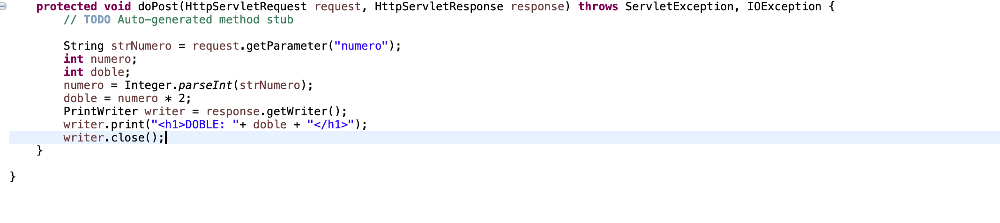 protected void doPost(HttpServletRequest request, HttpServletResponse response) throws ServletException, IOException {
// TODO Auto-generated method stub
String strNumero = request.getParameter("numero");
int numero;
int doble;
numero = Integer.parseInt(strNumero);
doble = numero * 2;
PrintWriter writer = response.getWriter();
writer.print("<h1>DOBLE: "+ doble + "</h1>");
writer.close();
}
}